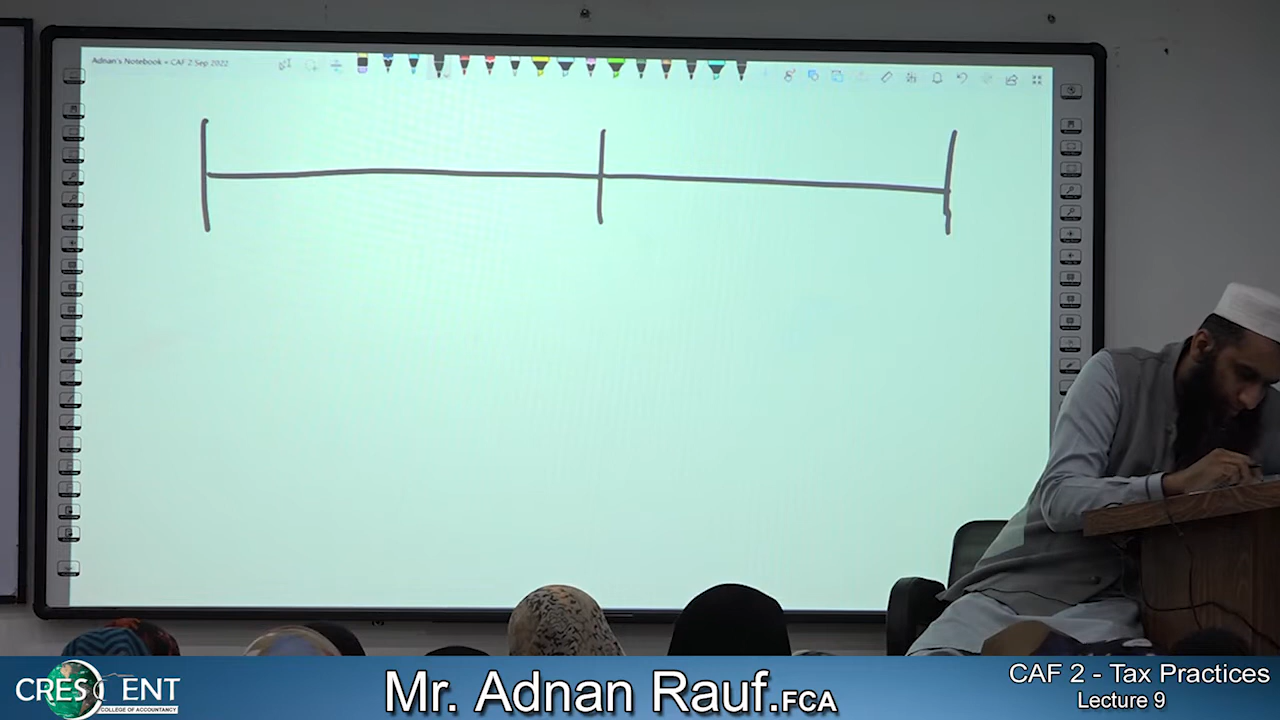 Adnan's Notebook » CAF 2 Sep 2022
CRESCENT
COLLEGE OF ACCOUNTANCY
Mr. Adnan Rauf.FCA
CAF 2 - Tax Practices
Lecture 9